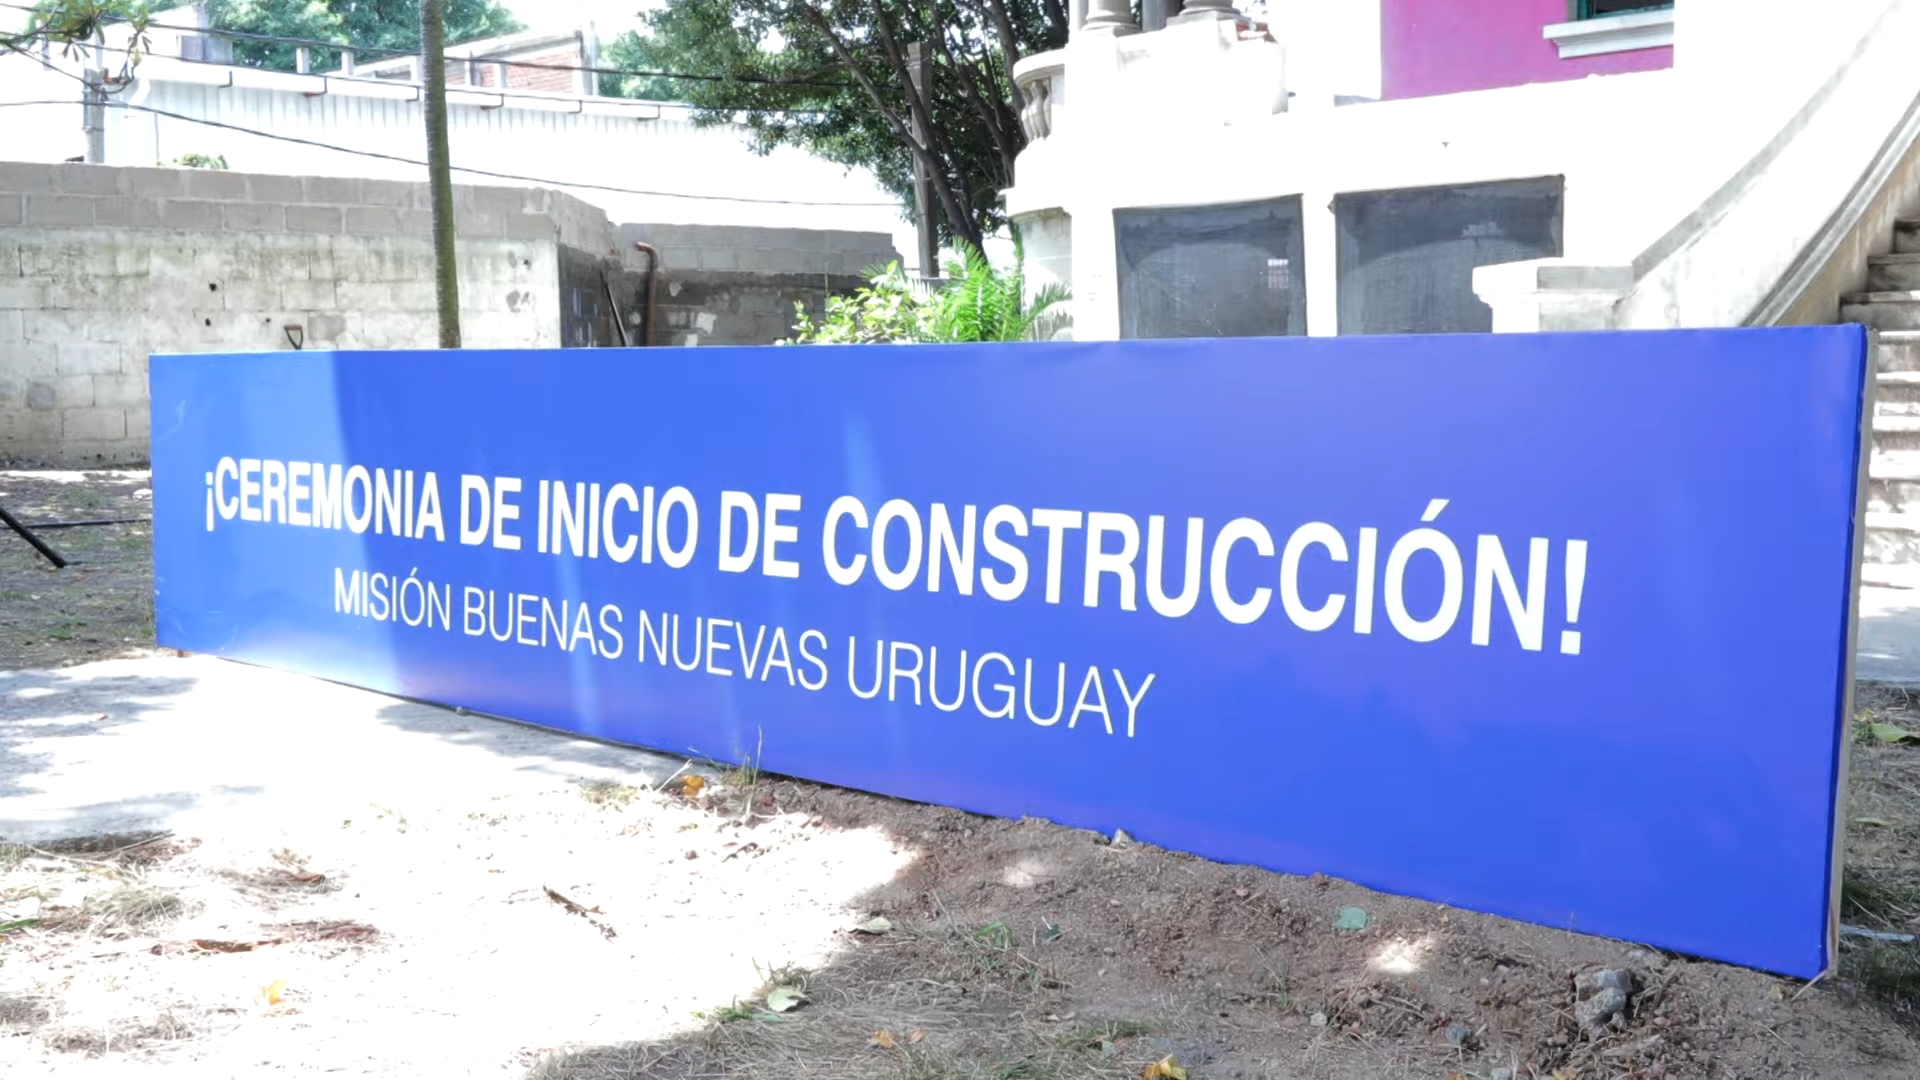 ¡CEREMONIA DE INICIO DE CONSTRUCCIÓN!
MISIÓN BUENAS NUEVAS URUGUAY